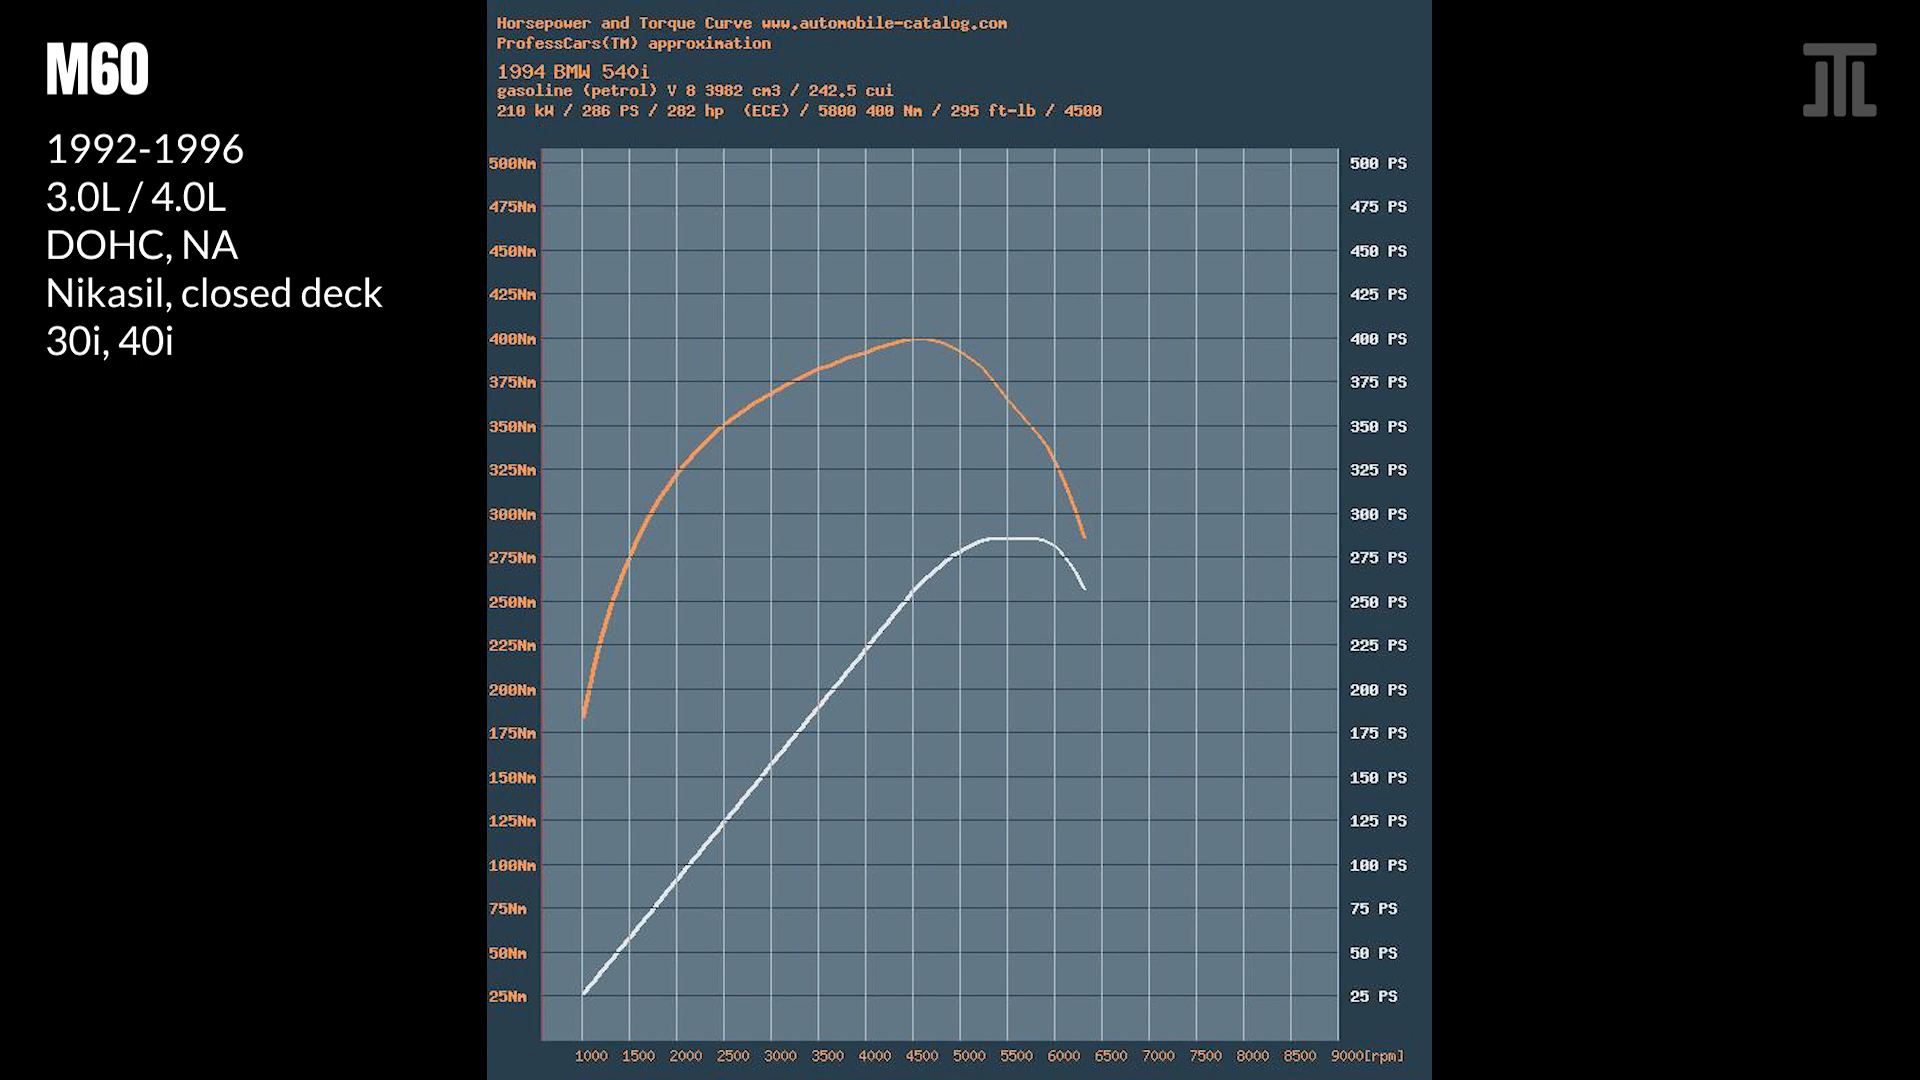 M60
1992-1996
3.0L / 4.0L
DOHC, NA
Nikasil, closed deck
30i, 40i
Horsepower and Torque Curve www.automobile-catalog.com
ProfessCars(TM) approximation
1994 BMW 540i
gasoline (petrol) V 8 3982 cm3 / 242.5 cui
210 kW / 286 PS / 282 hp (ECE) / 5800 400 Nm / 295 ft-lb / 4500
500Nm 500 PS
475Nm 475 PS
450Nm 450 PS
425Nm 425 PS
400Nm 400 PS
375Nm 375 PS
350Nm 350 PS
325Nm 325 PS
300Nm 300 PS
275Nm 275 PS
250Nm 250 PS
225Nm 225 PS
200Nm 200 PS
175Nm 175 PS
150Nm 150 PS
125Nm 125 PS
100Nm 100 PS
75Nm 75 PS
50Nm 50 PS
25Nm 25 PS
1000 1500 2000 2500 3000 3500 4000 4500 5000 5500 6000 6500 7000 7500 8000 8500 9000[rpm]